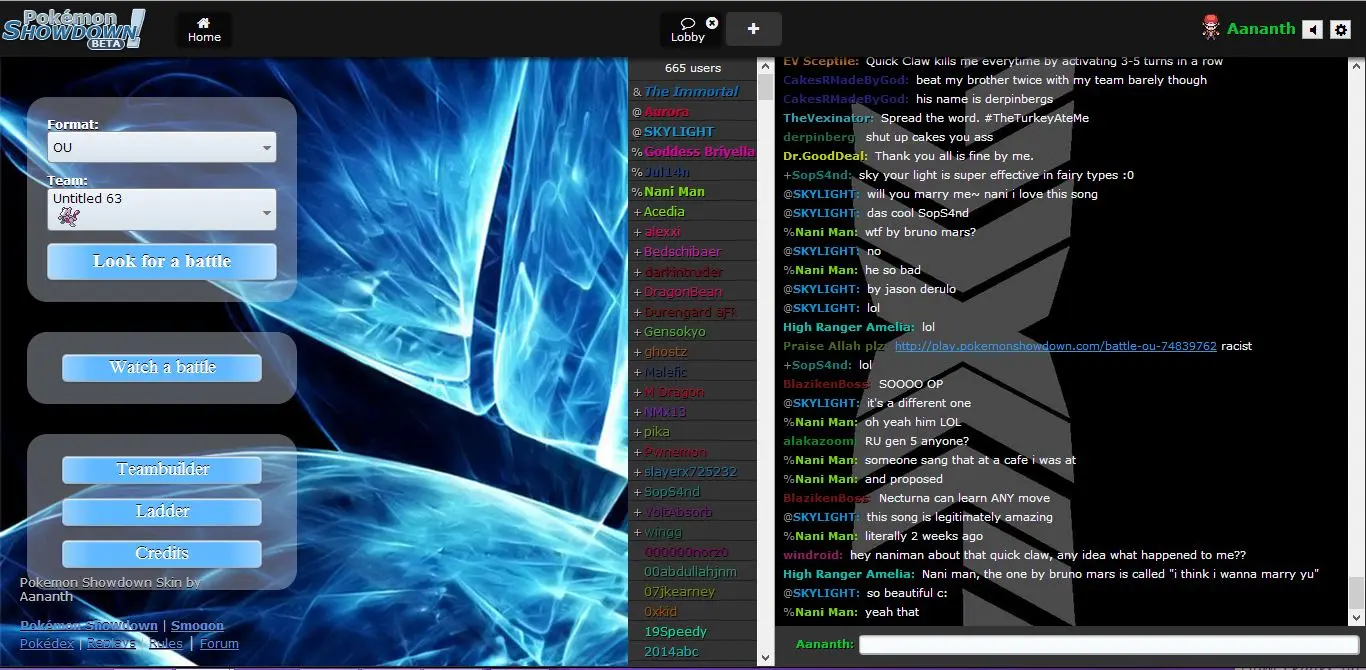 Pokémon
SHOWDOWN!
BETA
Home
Lobby
+
Aananth
Format:
OU
Team:
Untitled 63
Look for a battle
Watch a battle
Teambuilder
Ladder
Credits
Pokemon Showdown Skin by
Aananth
Pokémon Showdown | Smogon
Pokédex | Replays | Rules | Forum
665 users
& The Immortal
@ Aurora
@ SKYLIGHT
% Goddess Briyella
% Jul14n
% Nani Man
+ Acedia
+ alexxi
+ Bedschibaer
+ darkintruder
+ DragonBean
+ Durengard ãFR
+ Gensokyo
+ ghostz
+ Malefic
+ M Dragon
+ NMx13
+ pika
+ Pwnemon
+ slayerx725232
+ SopS4nd
+ VoltAbsorb
+ wingg
000000norz0
00abdullahjnm
07jkearney
0xkid
19Speedy
2014abc
EV Sceptile: Quick Claw kills me everytime by activating 3-5 turns in a row
CakesRMadeByGod: beat my brother twice with my team barely though
CakesRMadeByGod: his name is derpinbergs
TheVexinator: Spread the word. #TheTurkeyAteMe
derpinberg: shut up cakes you ass
Dr.GoodDeal: Thank you all is fine by me.
+SopS4nd: sky your light is super effective in fairy types :0
@SKYLIGHT: will you marry me~ nani i love this song
@SKYLIGHT: das cool SopS4nd
%Nani Man: wtf by bruno mars?
@SKYLIGHT: no
%Nani Man: he so bad
@SKYLIGHT: by jason derulo
@SKYLIGHT: lol
High Ranger Amelia: lol
Praise Allah plz: http://play.pokemonshowdown.com/battle-ou-74839762 racist
+SopS4nd: lol
BlazikenBoss: SOOOO OP
@SKYLIGHT: it's a different one
%Nani Man: oh yeah him LOL
alakazoom: RU gen 5 anyone?
%Nani Man: someone sang that at a cafe i was at
%Nani Man: and proposed
BlazikenBoss: Necturna can learn ANY move
@SKYLIGHT: this song is legitimately amazing
%Nani Man: literally 2 weeks ago
windroid: hey naniman about that quick claw, any idea what happened to me??
High Ranger Amelia: Nani man, the one by bruno mars is called "i think i wanna marry yu"
@SKYLIGHT: so beautiful c:
%Nani Man: yeah that
Aananth: